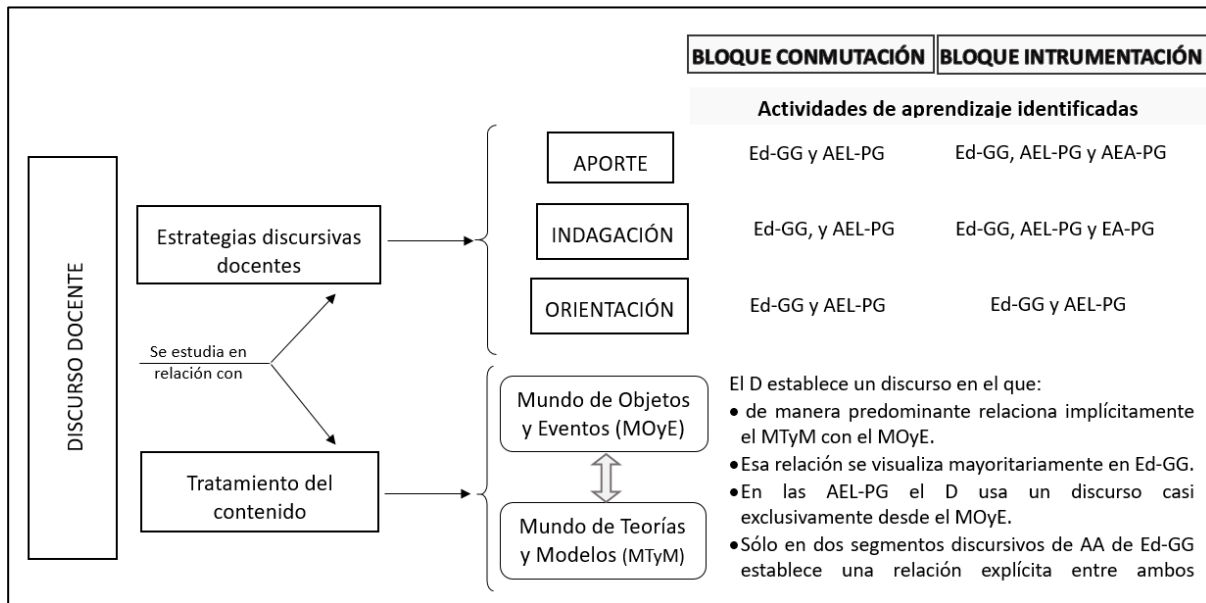 BLOQUE CONMUTACIÓN
BLOQUE INTRUMENTACIÓN
Actividades de aprendizaje identificadas
DISCURSO DOCENTE
Se estudia en
relación con
Estrategias discursivas
docentes
APORTE
Ed-GG y AEL-PG
Ed-GG, AEL-PG y AEA-PG
INDAGACIÓN
Ed-GG, y AEL-PG
Ed-GG, AEL-PG y EA-PG
ORIENTACIÓN
Ed-GG y AEL-PG
Ed-GG y AEL-PG
Tratamiento del
contenido
Mundo de Objetos
y Eventos (MOyE)
Mundo de Teorías
y Modelos (MTyM)
El D establece un discurso en el que:
• de manera predominante relaciona implícitamente
el MTyM con el MOyE.
• Esa relación se visualiza mayoritariamente en Ed-GG.
• En las AEL-PG el D usa un discurso casi
exclusivamente desde el MOyE.
• Sólo en dos segmentos discursivos de AA de Ed-GG
establece una relación explícita entre ambos